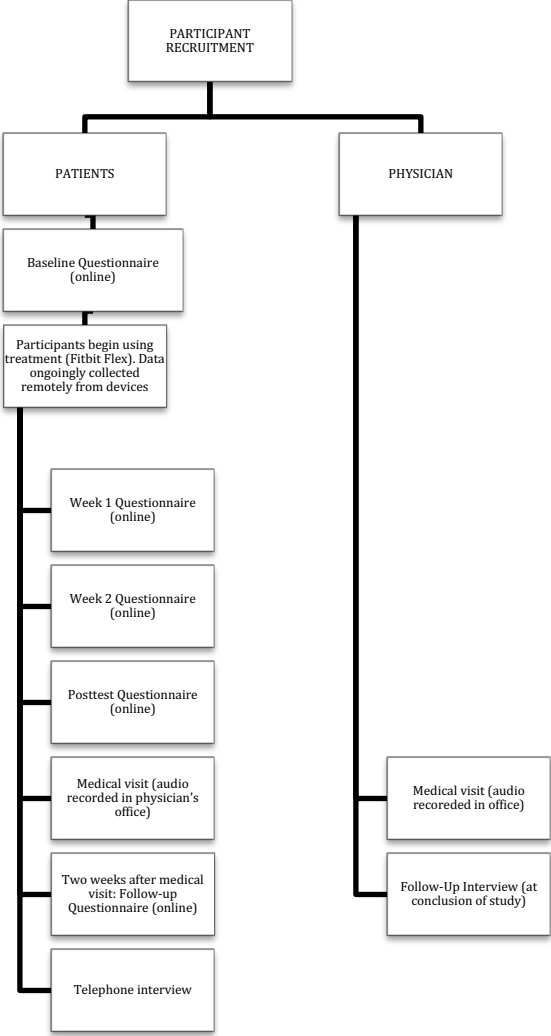 PARTICIPANT
RECRUITMENT
PATIENTS
PHYSICIAN
Baseline Questionnaire
(online)
Participants begin using
treatment (Fitbit Flex). Data
ongoingly collected
remotely from devices
Week 1 Questionnaire
(online)
Week 2 Questionnaire
(online)
Posttest Questionnaire
(online)
Medical visit (audio
recorded in physician's
office)
Medical visit (audio
recoreded in office)
Two weeks after medical
visit: Follow-up
Questionnaire (online)
Follow-Up Interview (at
conclusion of study)
Telephone interview